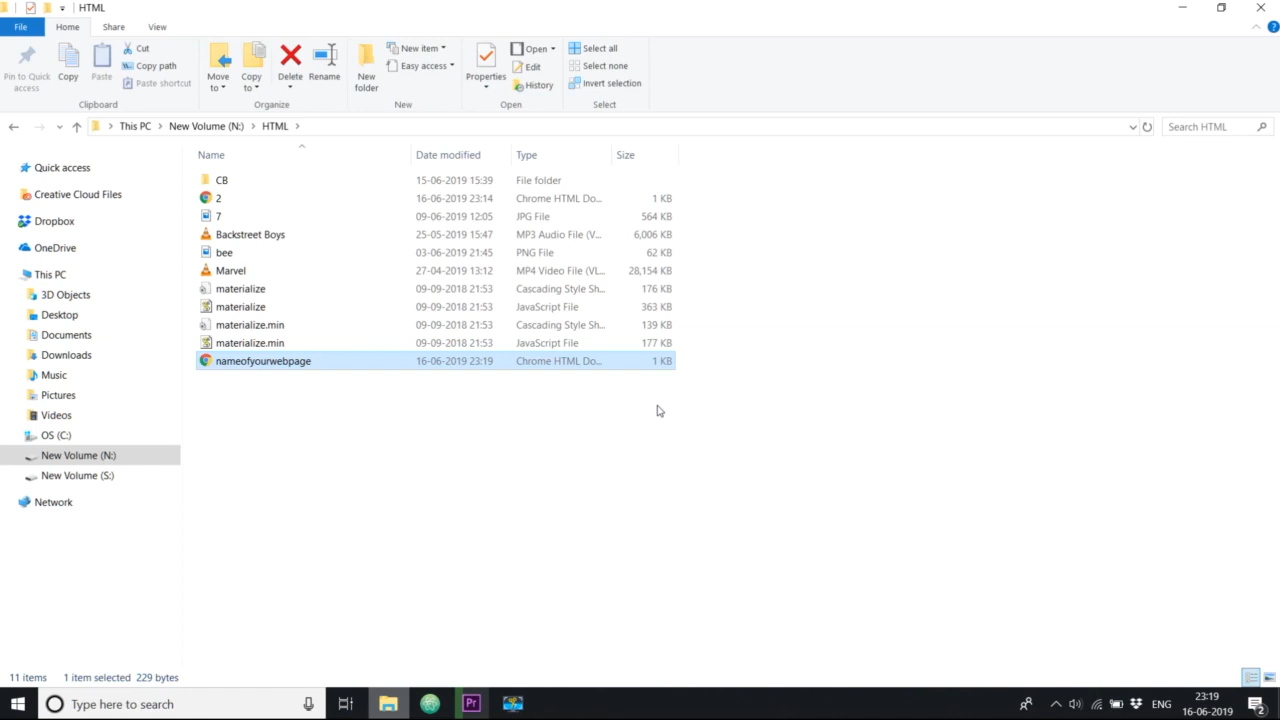 HTML
File Home Share View
Pin to Quick access
Copy
Paste
Cut
Copy path
Paste shortcut
Clipboard
Move to
Copy to
Delete
Rename
Organize
New folder
New item
Easy access
New
Properties
Open
Edit
History
Open
Select all
Select none
Invert selection
Select
This PC New Volume (N:) HTML
Search HTML
Quick access
Creative Cloud Files
Dropbox
OneDrive
This PC
3D Objects
Desktop
Documents
Downloads
Music
Pictures
Videos
OS (C:)
New Volume (N:)
New Volume (S:)
Network
Name Date modified Type Size
CB 15-06-2019 15:39 File folder
2 16-06-2019 23:14 Chrome HTML Do... 1 KB
7 09-06-2019 12:05 JPG File 564 KB
Backstreet Boys 25-05-2019 15:47 MP3 Audio File (V... 6,006 KB
bee 03-06-2019 21:45 PNG File 62 KB
Marvel 27-04-2019 13:12 MP4 Video File (VL... 28,154 KB
materialize 09-09-2018 21:53 Cascading Style Sh... 176 KB
materialize 09-09-2018 21:53 JavaScript File 363 KB
materialize.min 09-09-2018 21:53 Cascading Style Sh... 139 KB
materialize.min 09-09-2018 21:53 JavaScript File 177 KB
nameofyourwebpage 16-06-2019 23:19 Chrome HTML Do... 1 KB
11 items 1 item selected 229 bytes
Type here to search
Pr
ENG
23:19
16-06-2019
2